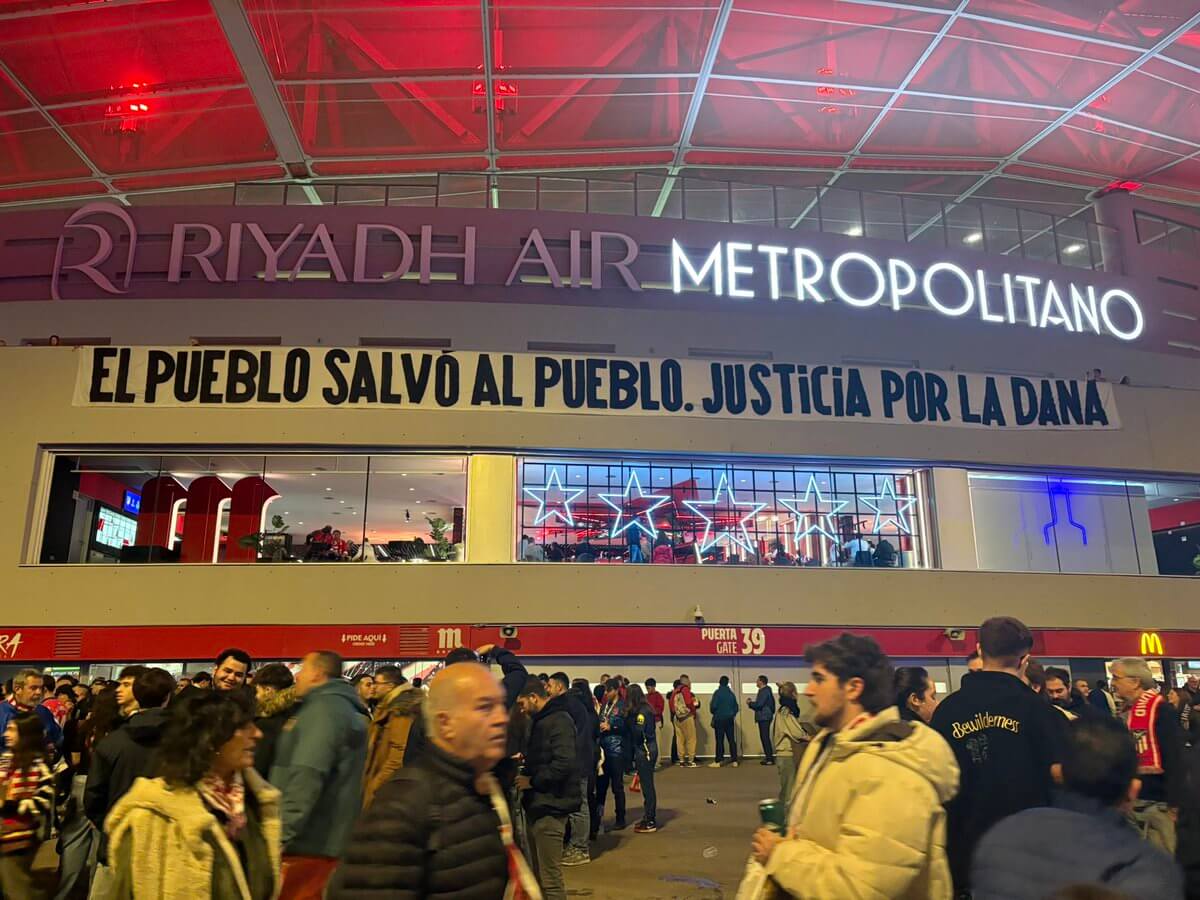 RIYADH AIR METROPOLITANO
EL PUEBLO SALVÓ AL PUEBLO. JUSTiCiA POR LA DANA
PIDE AQUÍ
PUERTA
GATE 39
Bewilderness